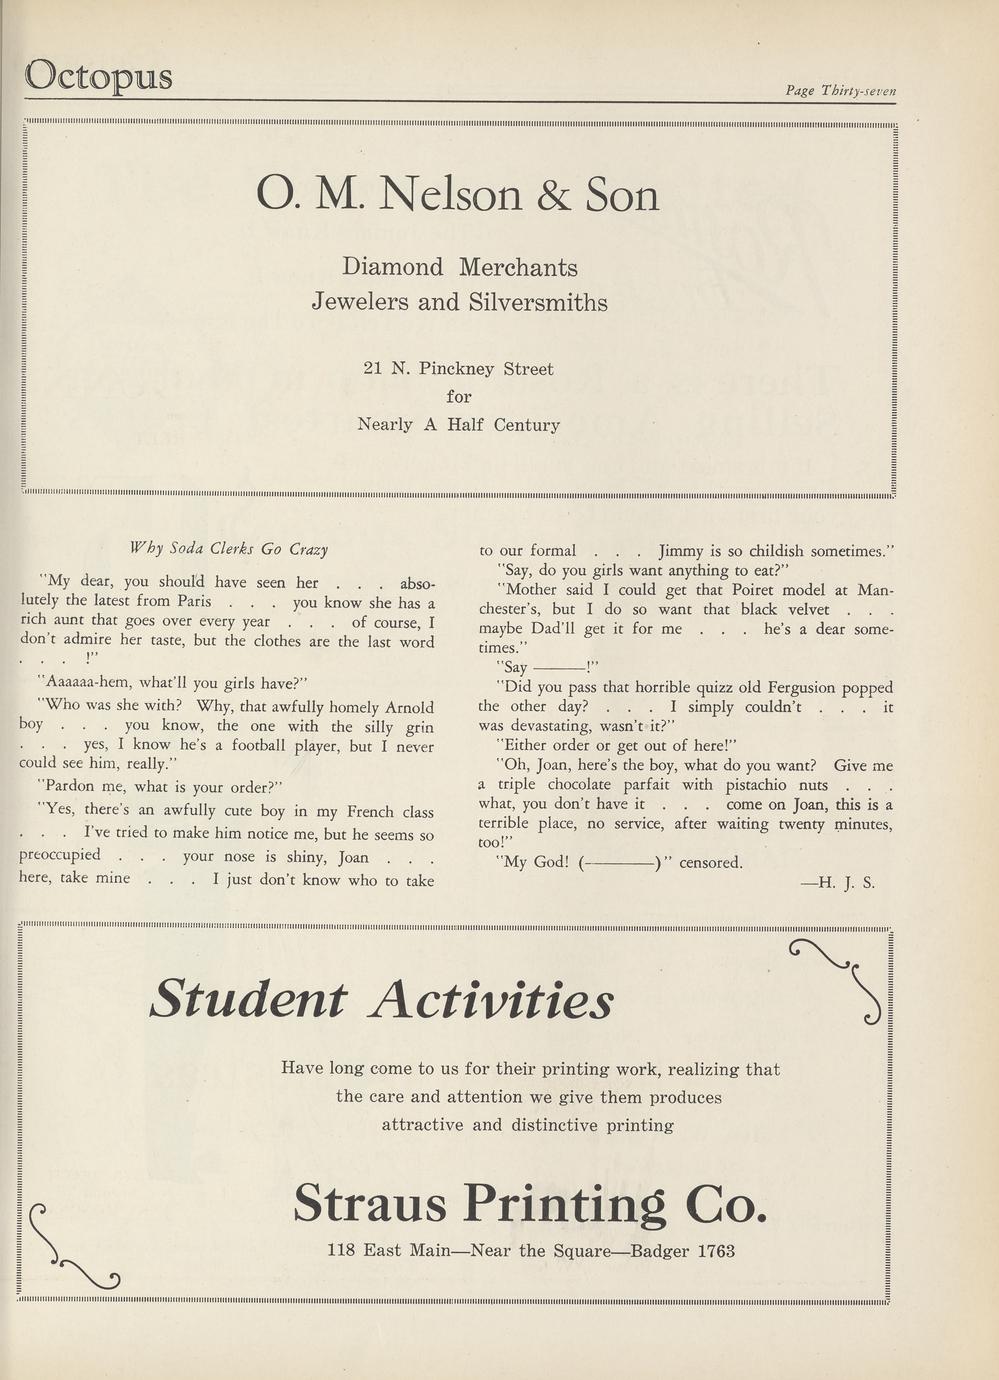 Octopus
Page Thirty-seven
O. M. Nelson & Son
Diamond Merchants
Jewelers and Silversmiths
21 N. Pinckney Street
for
Nearly A Half Century
Why Soda Clerks Go Crazy
"My dear, you should have seen her . . . abso-
lutely the latest from Paris . . . you know she has a
rich aunt that goes over every year . . . of course, I
don't admire her taste, but the clothes are the last word
. . . !"
"Aaaaaa-hem, what'll you girls have?"
"Who was she with? Why, that awfully homely Arnold
boy . . . you know, the one with the silly grin
. . . yes, I know he's a football player, but I never
could see him, really."
"Pardon me, what is your order?"
"Yes, there's an awfully cute boy in my French class
. . . I've tried to make him notice me, but he seems so
preoccupied . . . your nose is shiny, Joan . . .
here, take mine . . . I just don't know who to take
to our formal . . . Jimmy is so childish sometimes."
"Say, do you girls want anything to eat?"
"Mother said I could get that Poiret model at Man-
chester's, but I do so want that black velvet . . .
maybe Dad'll get it for me . . . he's a dear some-
times."
"Say ———!"
"Did you pass that horrible quizz old Fergusion popped
the other day? . . . I simply couldn't . . . it
was devastating, wasn't it?"
"Either order or get out of here!"
"Oh, Joan, here's the boy, what do you want? Give me
a triple chocolate parfait with pistachio nuts . . .
what, you don't have it . . . come on Joan, this is a
terrible place, no service, after waiting twenty minutes,
too!"
"My God! (————)" censored.
—H. J. S.
Student Activities
Have long come to us for their printing work, realizing that
the care and attention we give them produces
attractive and distinctive printing
Straus Printing Co.
118 East Main—Near the Square—Badger 1763